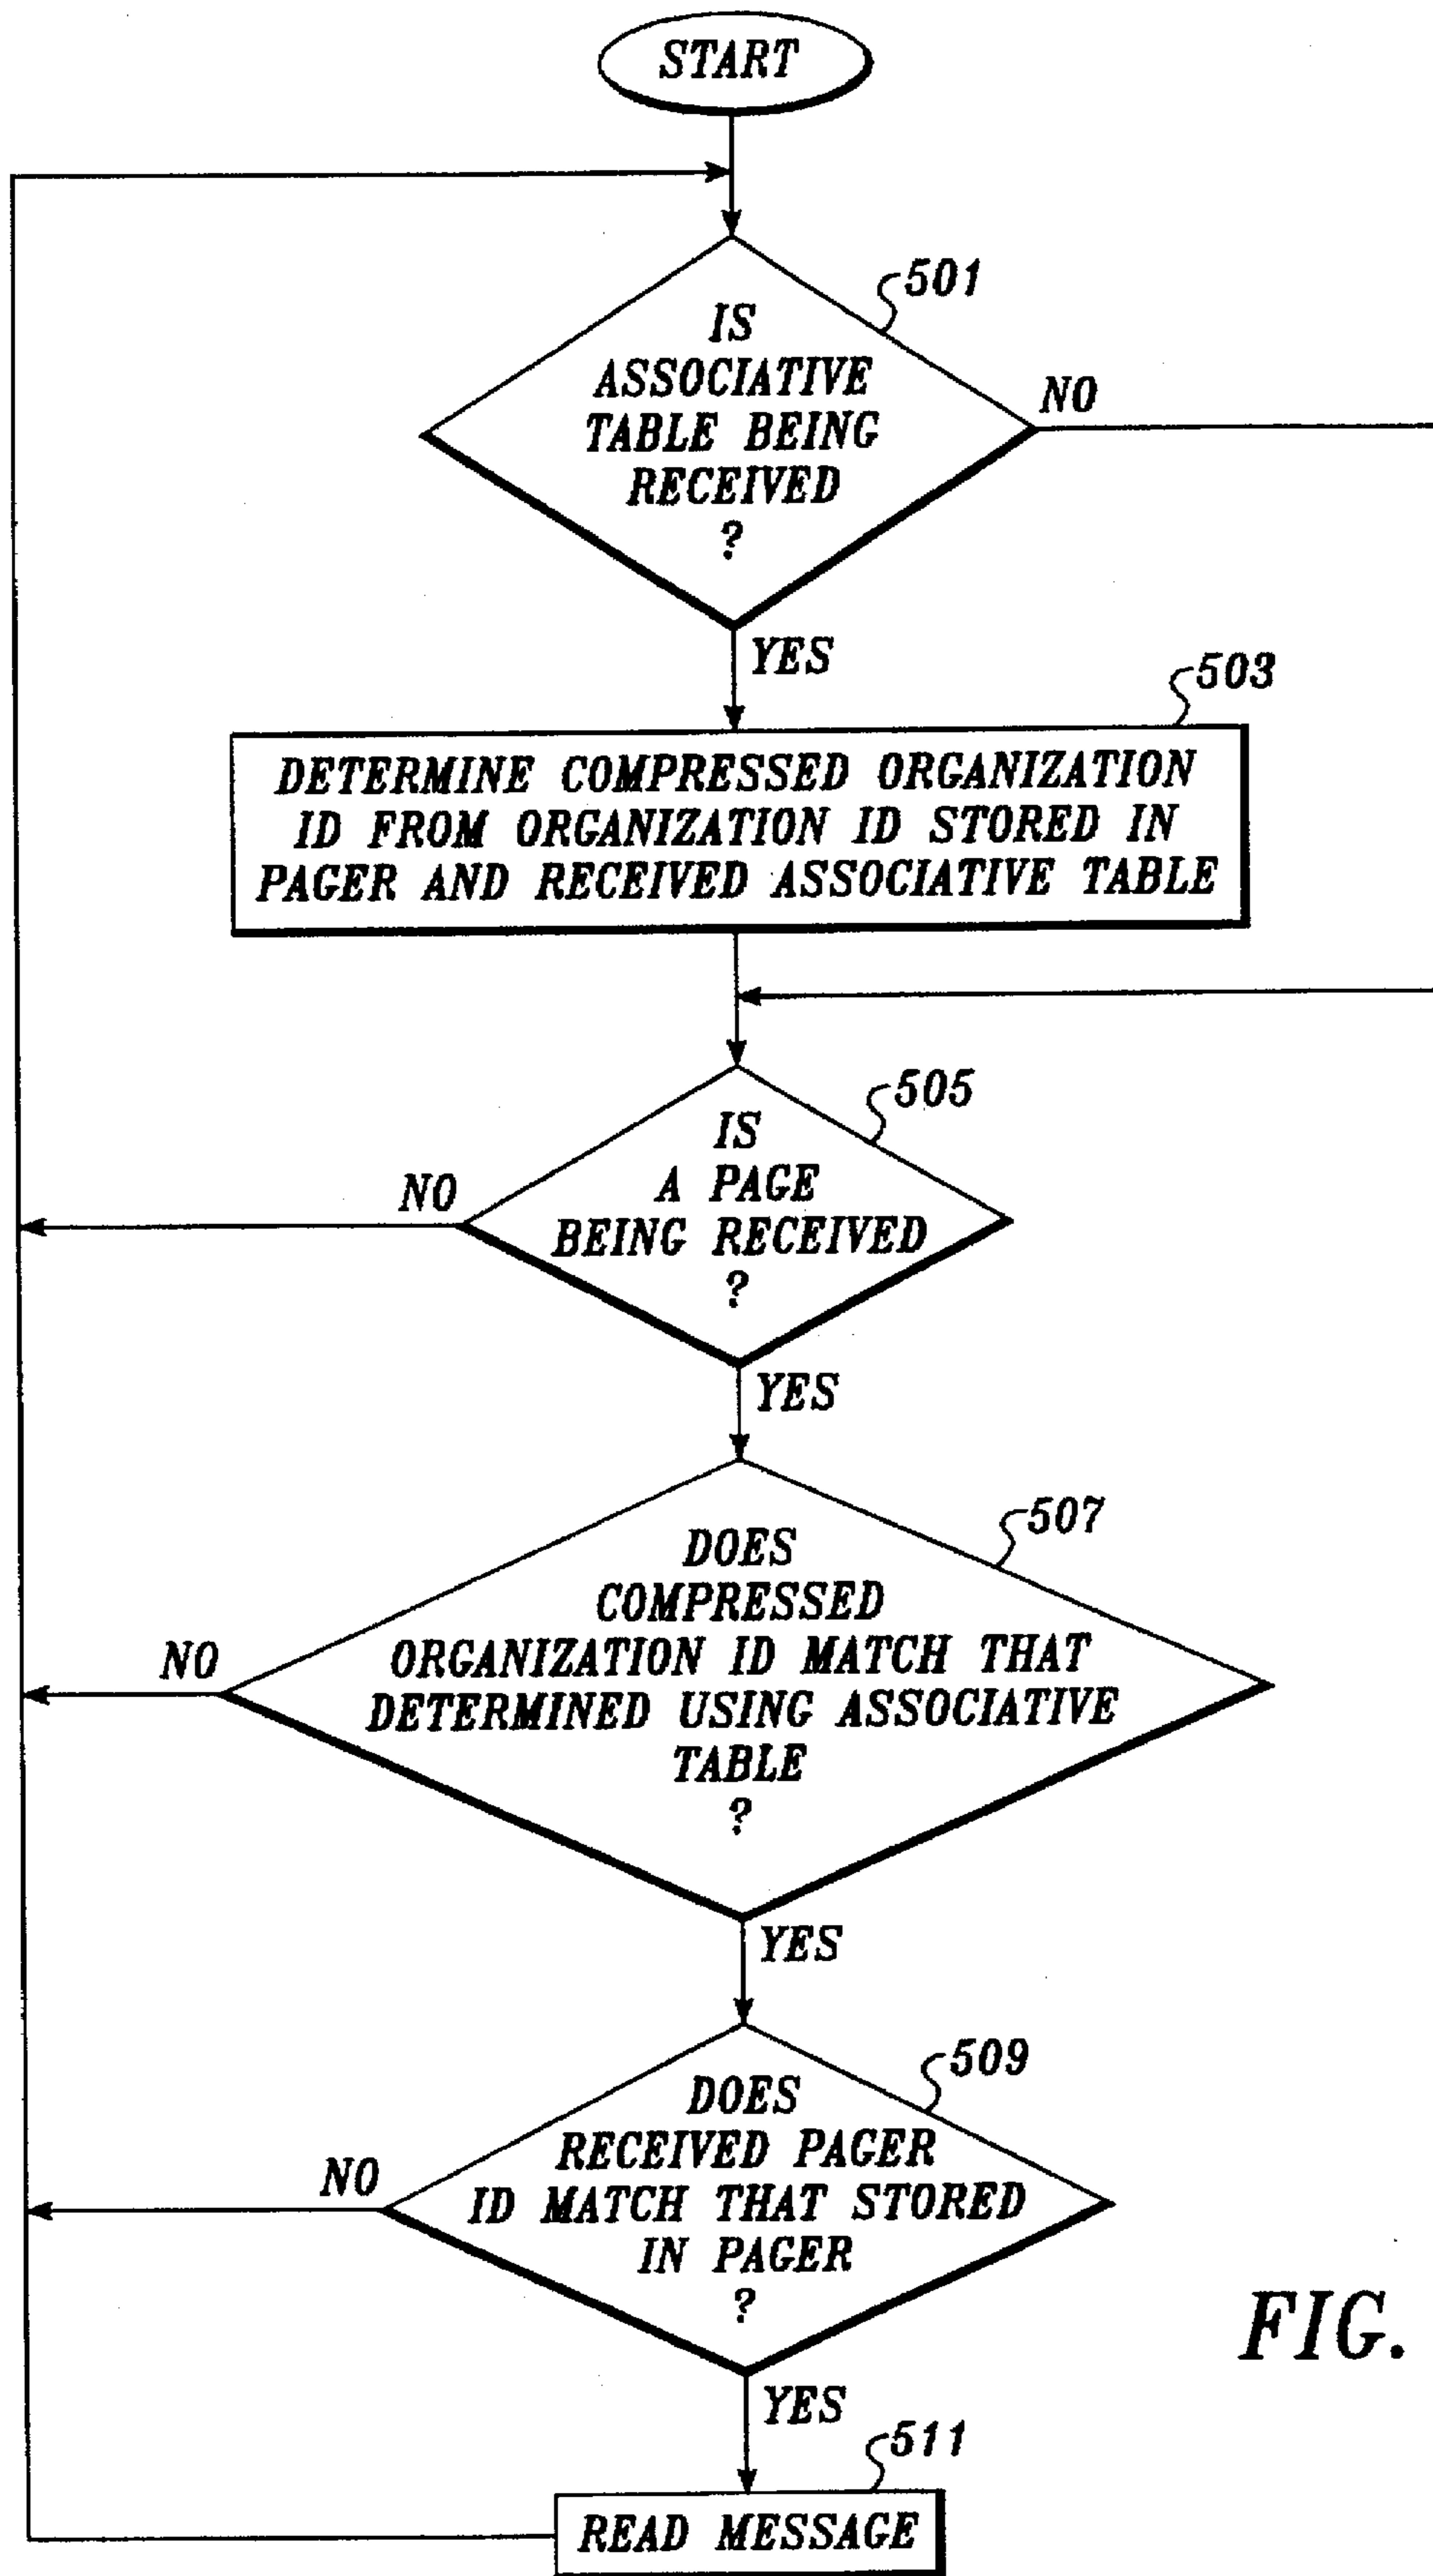 START
501
IS
ASSOCIATIVE
TABLE BEING
RECEIVED
?
NO
YES
503
DETERMINE COMPRESSED ORGANIZATION
ID FROM ORGANIZATION ID STORED IN
PAGER AND RECEIVED ASSOCIATIVE TABLE
505
IS
A PAGE
BEING RECEIVED
?
NO
YES
507
DOES
COMPRESSED
ORGANIZATION ID MATCH THAT
DETERMINED USING ASSOCIATIVE
TABLE
?
NO
YES
509
DOES
RECEIVED PAGER
ID MATCH THAT STORED
IN PAGER
?
NO
YES
FIG.
511
READ MESSAGE